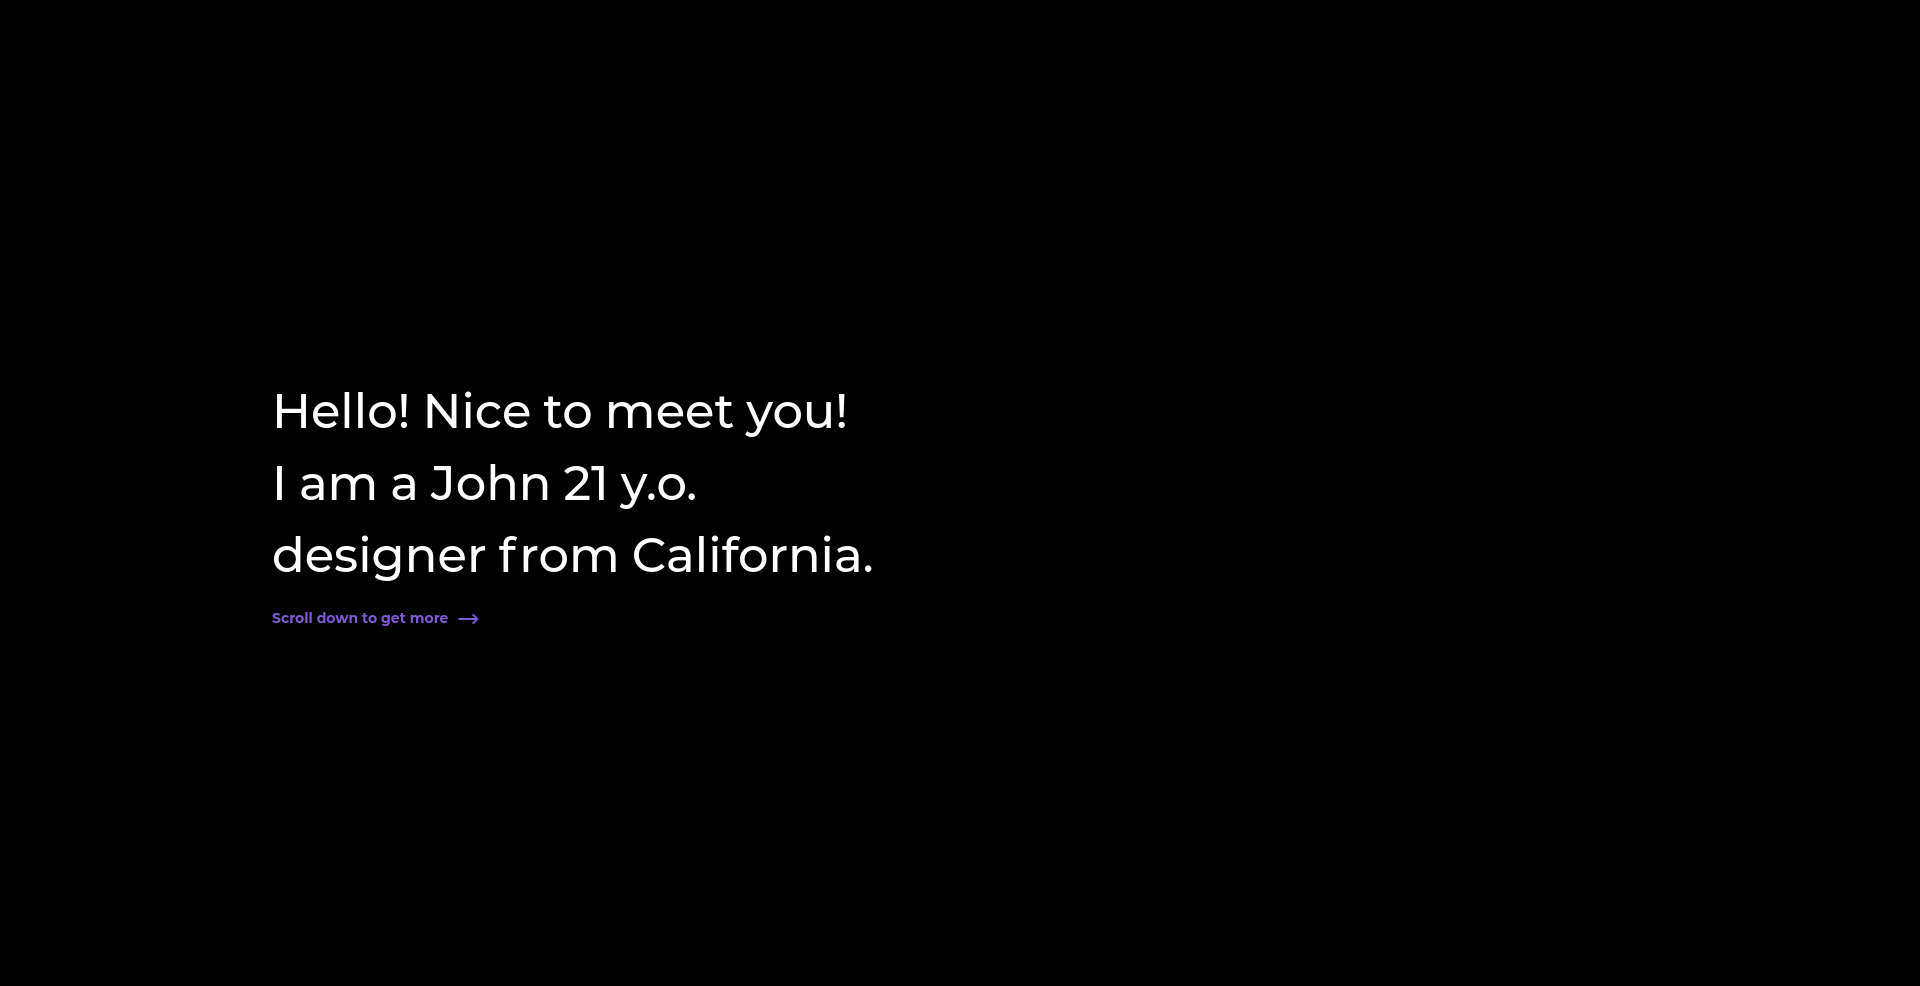 Hello! Nice to meet you!
I am a John 21 y.o.
designer from California.
Scroll down to get more